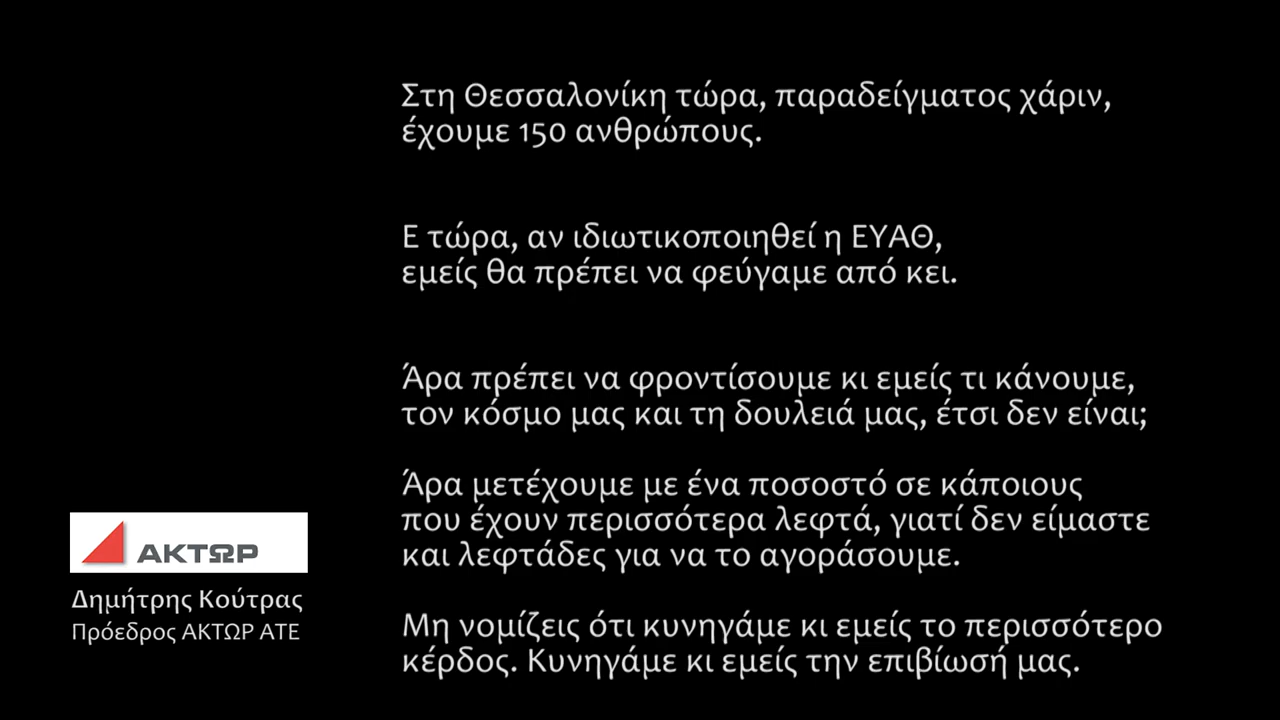 Στη Θεσσαλονίκη τώρα, παραδείγματος χάριν,
έχουμε 150 ανθρώπους.
Ε τώρα, αν ιδιωτικοποιηθεί η ΕΥΑΘ,
εμείς θα πρέπει να φεύγαμε από κει.
Άρα πρέπει να φροντίσουμε κι εμείς τι κάνουμε,
τον κόσμο μας και τη δουλειά μας, έτσι δεν είναι;
Άρα μετέχουμε με ένα ποσοστό σε κάποιους
που έχουν περισσότερα λεφτά, γιατί δεν είμαστε
και λεφτάδες για να το αγοράσουμε.
Μη νομίζεις ότι κυνηγάμε κι εμείς το περισσότερο
κέρδος. Κυνηγάμε κι εμείς την επιβίωσή μας.
ΑΚΤΩΡ
Δημήτρης Κούτρας
Πρόεδρος ΑΚΤΩΡ ΑΤΕ